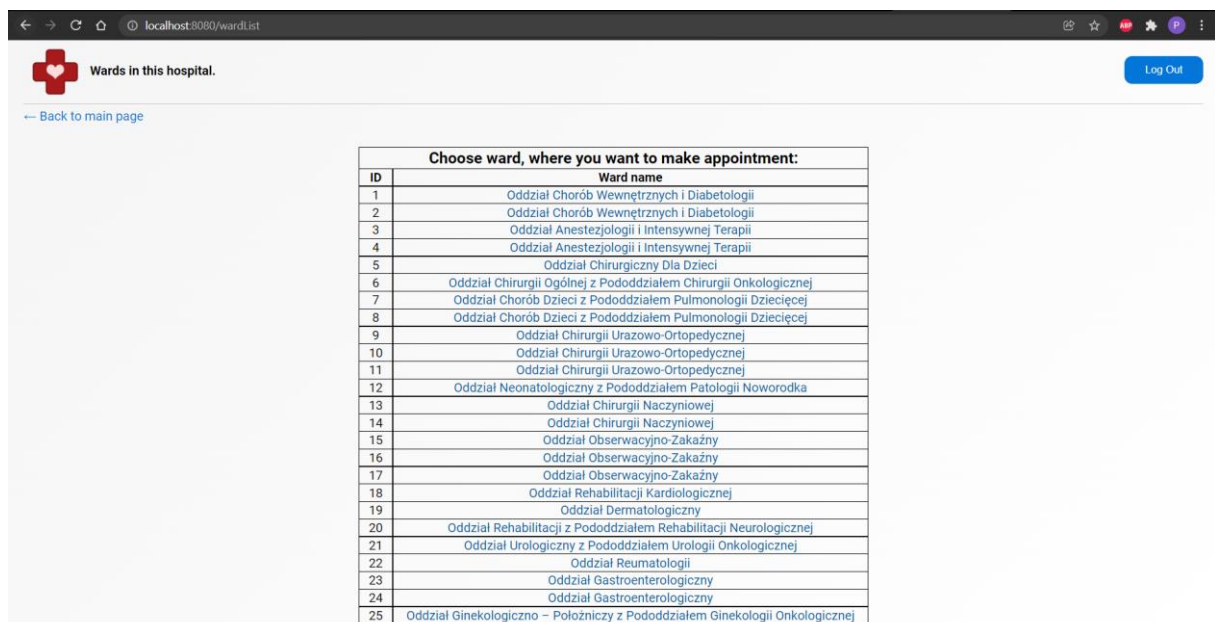 localhost:8080/wardList
ABP
P
Wards in this hospital.
Log Out
← Back to main page
Choose ward, where you want to make appointment:
ID Ward name
1 Oddział Chorób Wewnętrznych i Diabetologii
2 Oddział Chorób Wewnętrznych i Diabetologii
3 Oddział Anestezjologii i Intensywnej Terapii
4 Oddział Anestezjologii i Intensywnej Terapii
5 Oddział Chirurgiczny Dla Dzieci
6 Oddział Chirurgii Ogólnej z Pododdziałem Chirurgii Onkologicznej
7 Oddział Chorób Dzieci z Pododdziałem Pulmonologii Dziecięcej
8 Oddział Chorób Dzieci z Pododdziałem Pulmonologii Dziecięcej
9 Oddział Chirurgii Urazowo-Ortopedycznej
10 Oddział Chirurgii Urazowo-Ortopedycznej
11 Oddział Chirurgii Urazowo-Ortopedycznej
12 Oddział Neonatologiczny z Pododdziałem Patologii Noworodka
13 Oddział Chirurgii Naczyniowej
14 Oddział Chirurgii Naczyniowej
15 Oddział Obserwacyjno-Zakaźny
16 Oddział Obserwacyjno-Zakaźny
17 Oddział Obserwacyjno-Zakaźny
18 Oddział Rehabilitacji Kardiologicznej
19 Oddział Dermatologiczny
20 Oddział Rehabilitacji z Pododdziałem Rehabilitacji Neurologicznej
21 Oddział Urologiczny z Pododdziałem Urologii Onkologicznej
22 Oddział Reumatologii
23 Oddział Gastroenterologiczny
24 Oddział Gastroenterologiczny
25 Oddział Ginekologiczno – Położniczy z Pododdziałem Ginekologii Onkologicznej